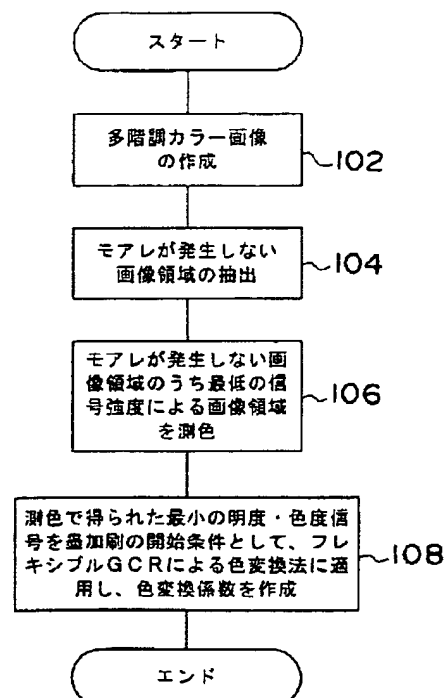 スタート
多階調カラー画像
の作成
102
モアレが発生しない
画像領域の抽出
104
モアレが発生しない画
像領域のうち最低の信
号強度による画像領域
を測色
106
測色で得られた最小の明度・色度信
号を墨加刷の開始条件として、フレ
キシブルGCRによる色変換法に適
用し、色変換係数を作成
108
エンド